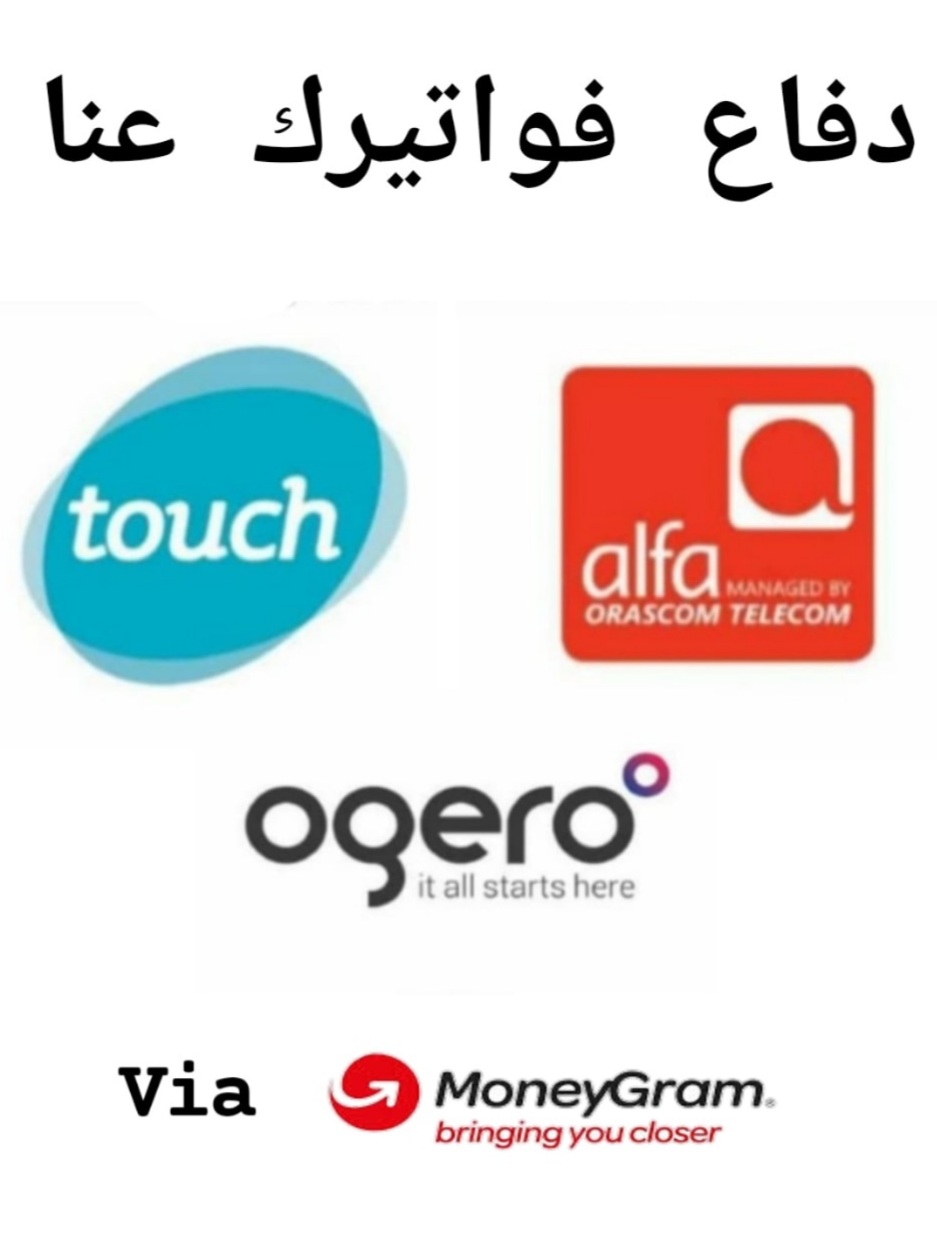 دفاع فواتيرك عنا
touch
alfa MANAGED BY
ORASCOM TELECOM
ogero
it all starts here
Via MoneyGram®
bringing you closer